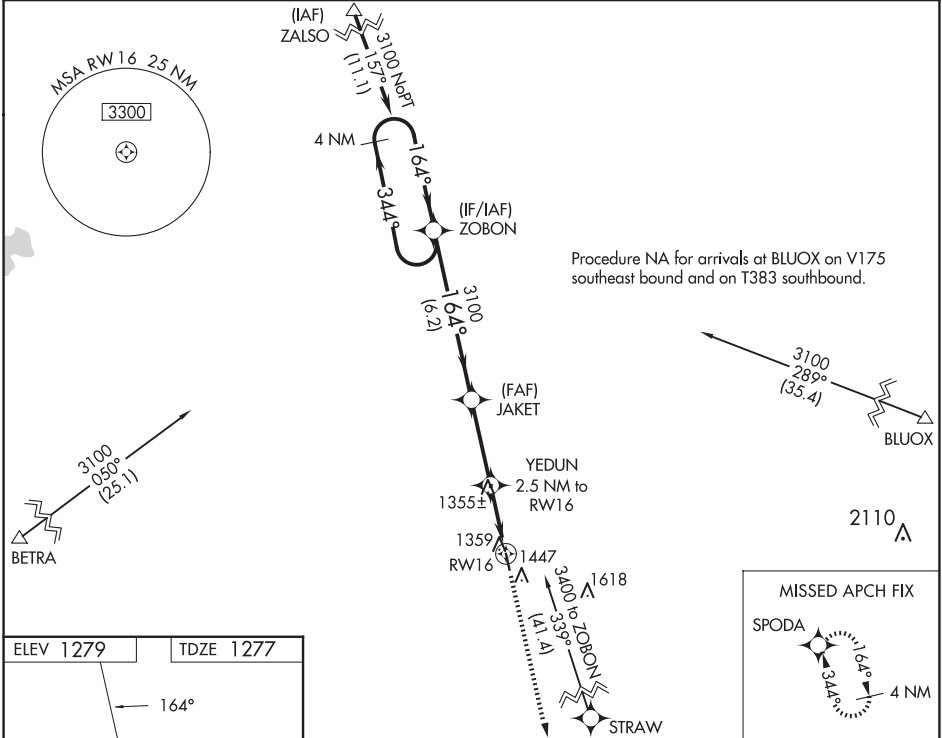 (IAF)
ZALSO
3100 NoPT
157°
(11.1)
MSA RW16 25 NM
3300
4 NM
164°
344°
(IF/IAF)
ZOBON
Procedure NA for arrivals at BLUOX on V175
southeast bound and on T383 southbound.
3100
164°
(6.2)
3100
289°
(35.4)
BLUOX
(FAF)
JAKET
3100
050°
(25.1)
BETRA
YEDUN
2.5 NM to
RW16
1355±
2110
1359
RW16
1447
1618
3400 to ZOBON
339°
(41.4)
STRAW
MISSED APCH FIX
SPODA
164°
344°
4 NM
ELEV 1279
TDZE 1277
164°